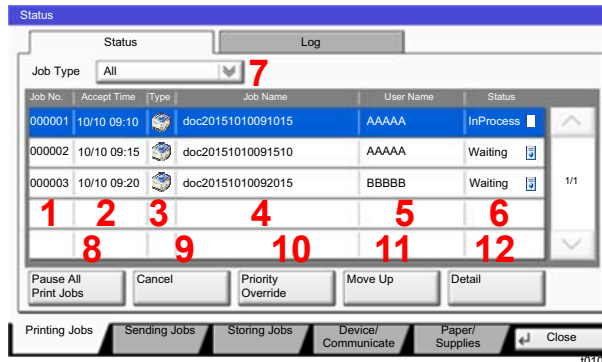 Status
Status Log
Job Type All 7
Job No. Accept Time Type Job Name User Name Status
000001 10/10 09:10 doc20151010091015 AAAAA InProcess
000002 10/10 09:15 doc20151010091510 AAAAA Waiting
000003 10/10 09:20 doc20151010092015 BBBBB Waiting 1/1
1 2 3 4 5 6
8 9 10 11 12
Pause All
Print Jobs
Cancel
Priority
Override
Move Up
Detail
Printing Jobs
Sending Jobs
Storing Jobs
Device/
Communicate
Paper/
Supplies
Close